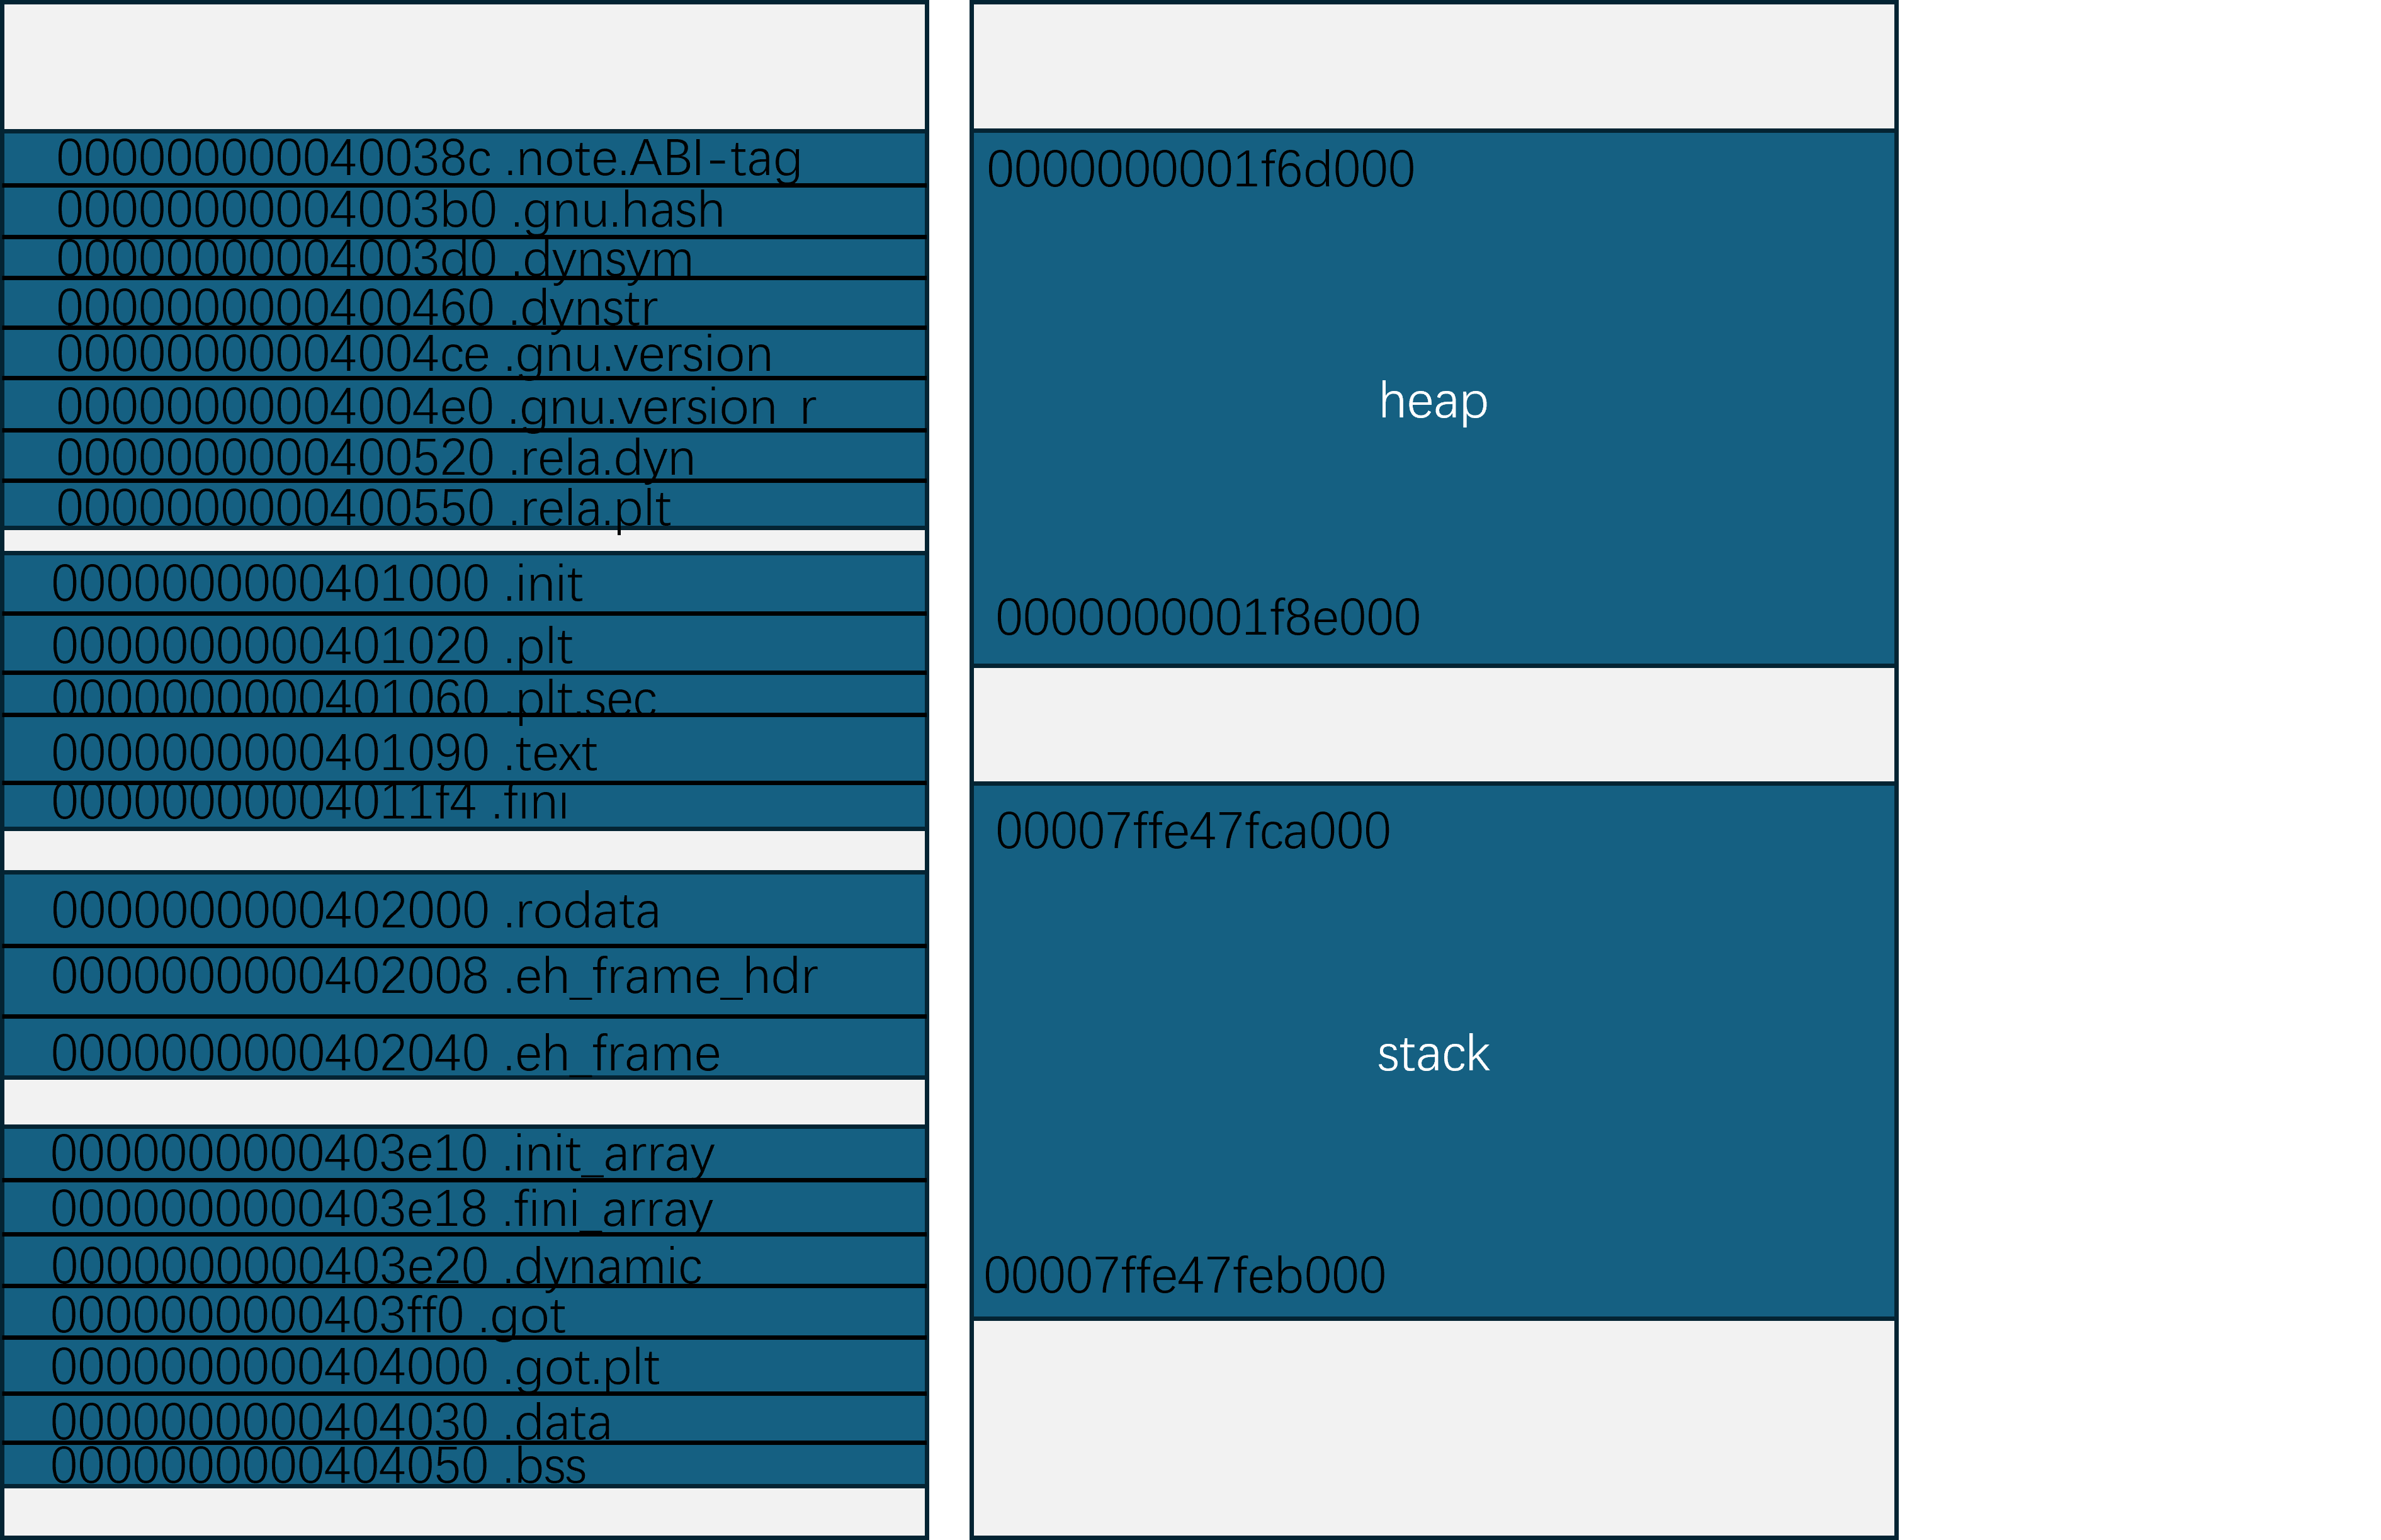 000000000040038c .note.ABI-tag
00000000004003b0 .gnu.hash
00000000004003d0 .dynsym
0000000000400460 .dynstr
00000000004004ce .gnu.version
00000000004004e0 .gnu.version r
0000000000400520 .rela.dyn
0000000000400550 .rela.plt
0000000000401000 .init
0000000000401020 .plt
0000000000401060 .plt.sec
0000000000401090 .text
00000000004011f4 .fini
0000000000402000 .rodata
0000000000402008 .eh_frame_hdr
0000000000402040 .eh_frame
0000000000403e10 .init_array
0000000000403e18 .fini_array
0000000000403e20 .dynamic
0000000000403ff0 .got
0000000000404000 .got.plt
0000000000404030 .data
0000000000404050 .bss
0000000001f6d000
heap
0000000001f8e000
00007ffe47fca000
stack
00007ffe47feb000